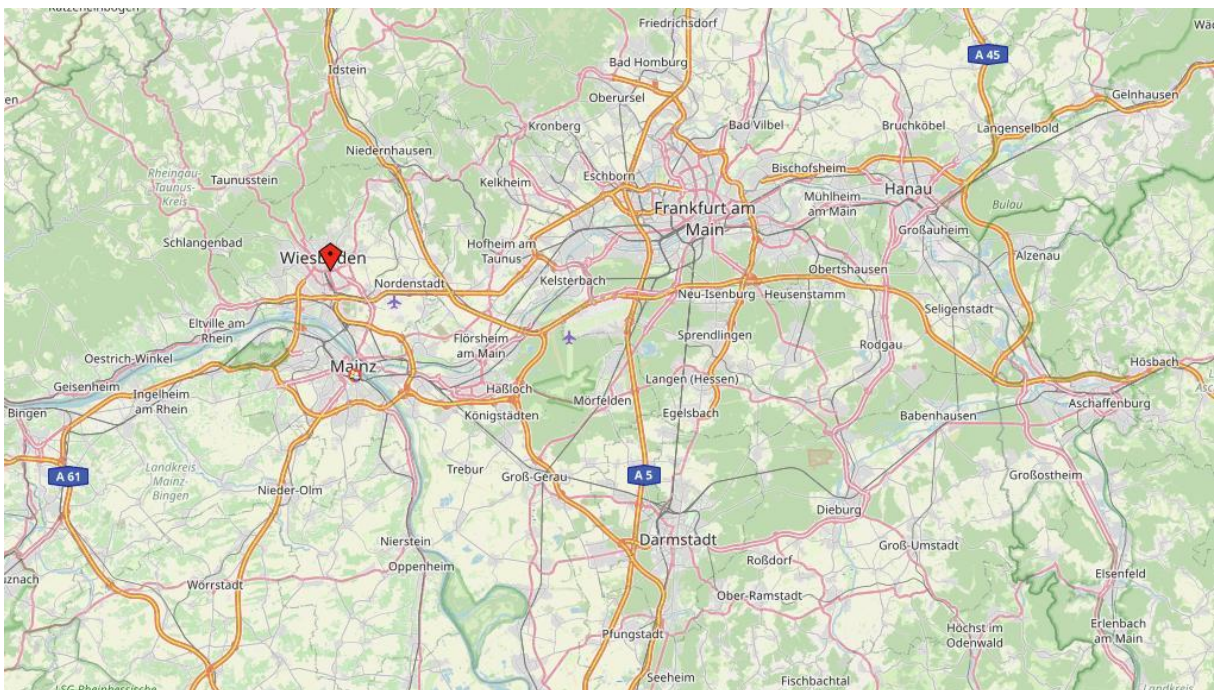 Katzenelnbogen
Friedrichsdorf
A 45
Idstein
Bad Homburg
Oberursel
Gelnhausen
Kronberg
Bad Vilbel
Bruchköbel
Langenselbold
Niedernhausen
Rheingau-
Taunus-
Kreis
Taunusstein
Kelkheim
Eschborn
Bischofsheim
Hanau
Mühlheim
am Main
Bulau
Frankfurt am
Main
Großauheim
Schlangenbad
Wiesbaden
Hofheim am
Taunus
Alzenau
Nordenstadt
Kelsterbach
Obertshausen
Neu-Isenburg
Heusenstamm
Seligenstadt
Eltville am
Rhein
Flörsheim
am Main
Sprendlingen
Rodgau
Oestrich-Winkel
Mainz
Hösbach
Geisenheim
Ingelheim
am Rhein
Haßloch
Langen (Hessen)
Bingen
Königstädten
Mörfelden
Egelsbach
Babenhausen
Aschaffenburg
A 61
Landkreis
Mainz-
Bingen
Trebur
Groß-Gerau
A 5
Großostheim
Nieder-Olm
Dieburg
Nierstein
Darmstadt
Groß-Umstadt
Oppenheim
Roßdorf
Elsenfeld
Wörrstadt
Ober-Ramstadt
Pfungstadt
Höchst im
Odenwald
Erlenbach
am Main
Seeheim
Fischbachtal
Landkreis